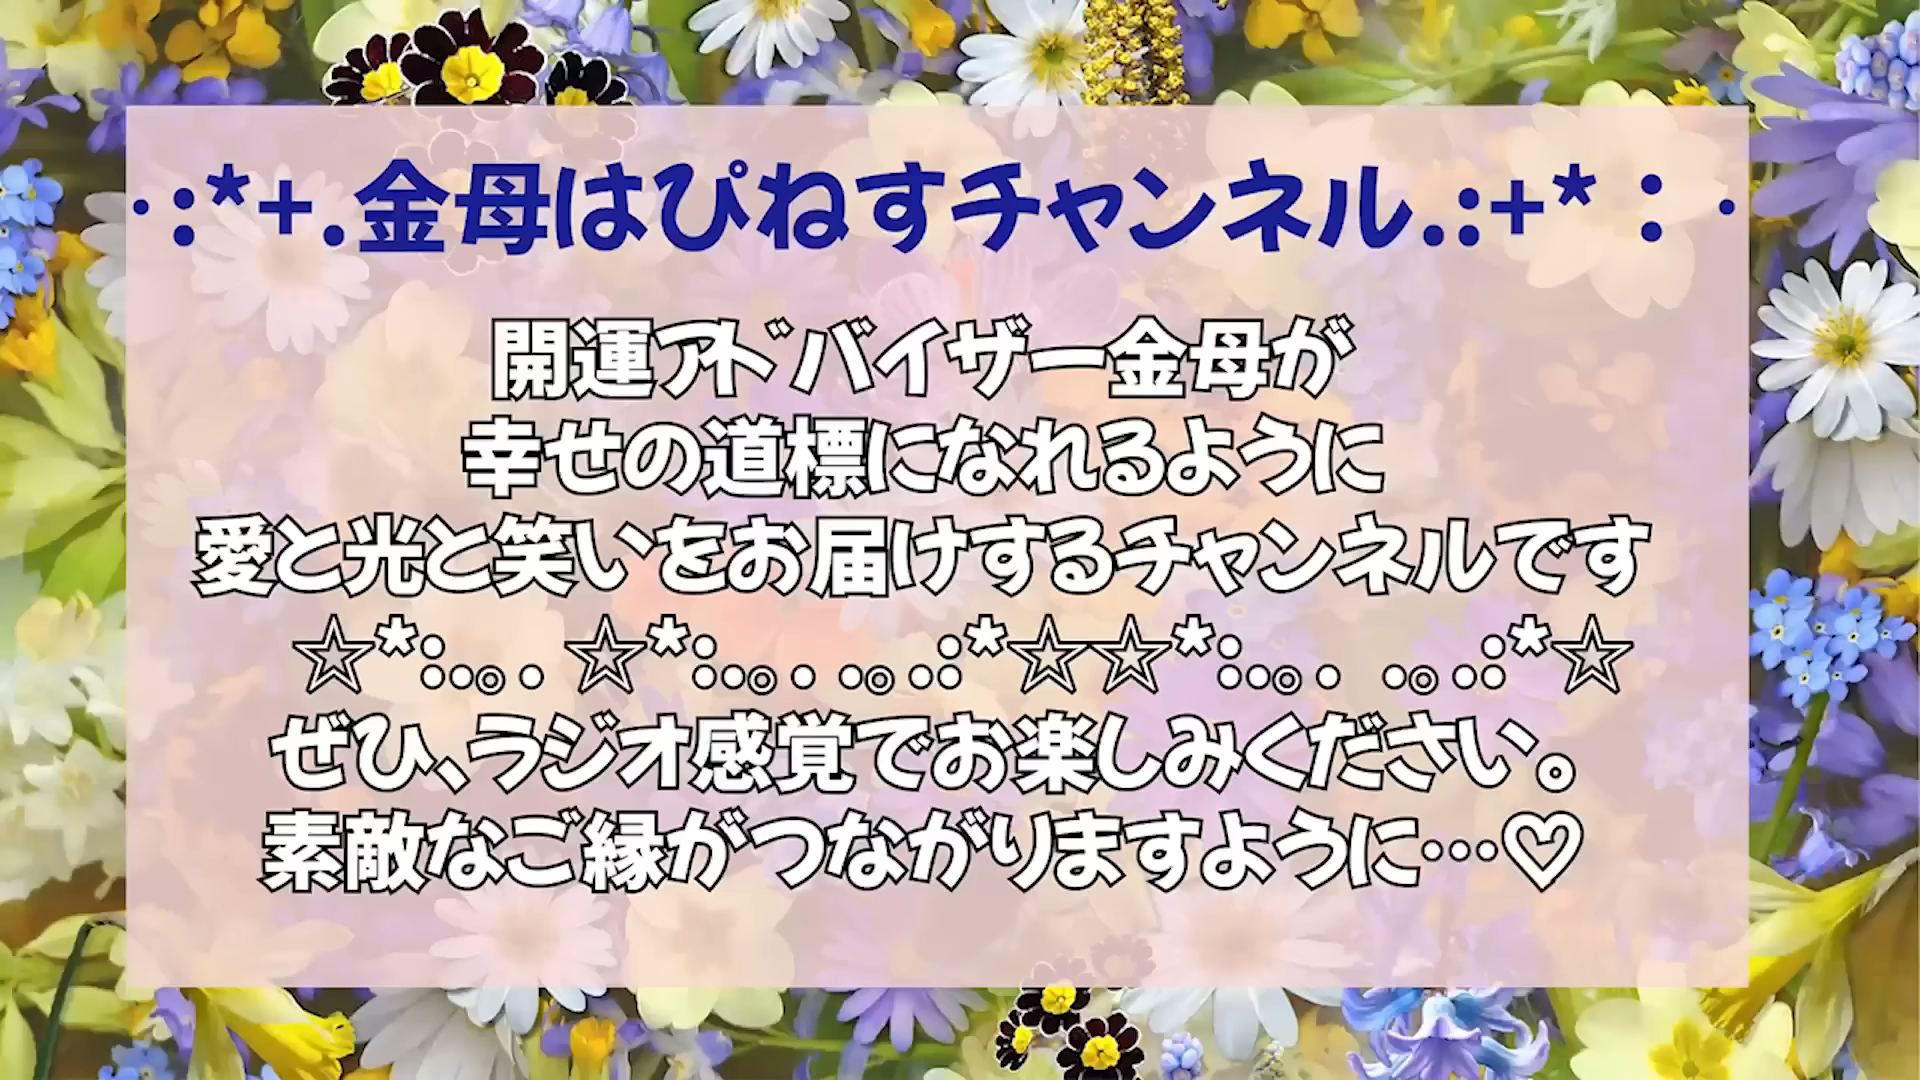 ·:*+.金母はぴねすチャンネル.:+*：·
開運ｱﾄﾞバイザー金母が
幸せの道標になれるように
愛と光と笑いをお届けするチャンネルです
☆*:..｡. ☆*:..｡. .｡.:*☆☆*:..｡. .｡.:*☆
ぜひ、ラジオ感覚でお楽しみください。
素敵なご縁がつながりますように…♡